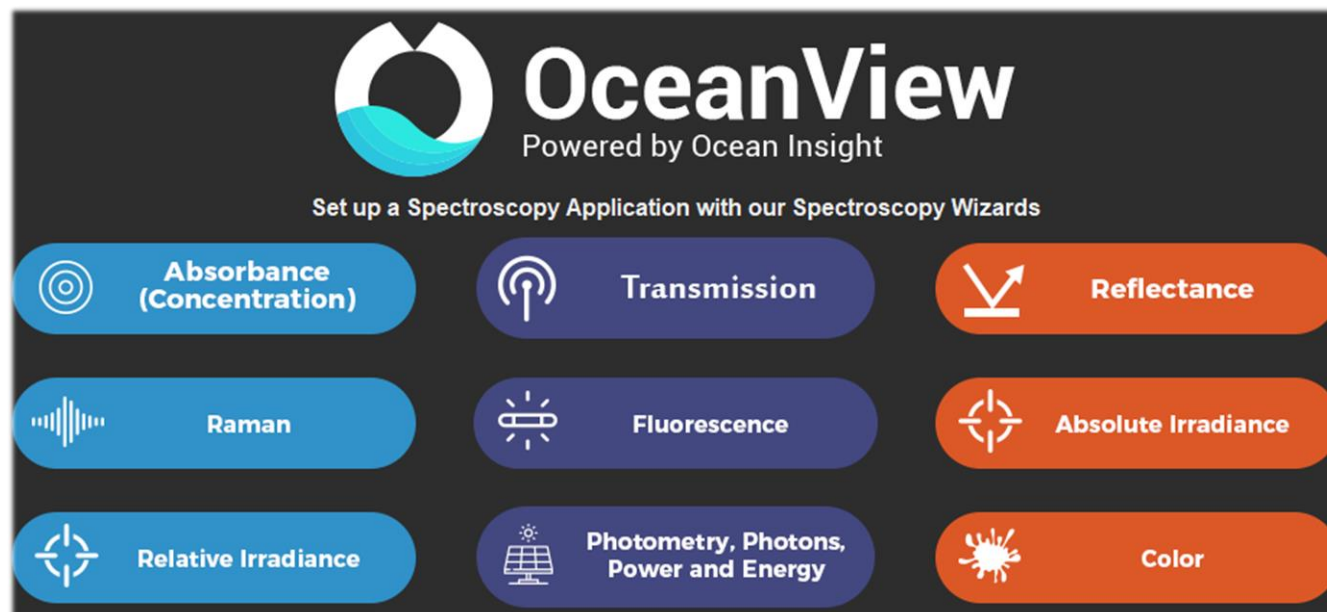 OceanView
Powered by Ocean Insight
Set up a Spectroscopy Application with our Spectroscopy Wizards
Absorbance
(Concentration)
Transmission
Reflectance
Raman
Fluorescence
Absolute Irradiance
Relative Irradiance
Photometry, Photons,
Power and Energy
Color